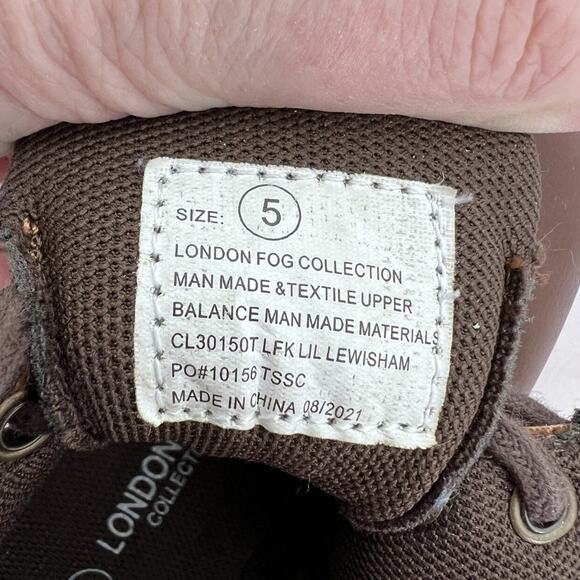 SIZE: 5
LONDON FOG COLLECTION
MAN MADE &TEXTILE UPPER
BALANCE MAN MADE MATERIALS
CL30150T LFK LIL LEWISHAM
PO#10156 TSSC
MADE IN CHINA 08/2021
LONDON
COLLECT